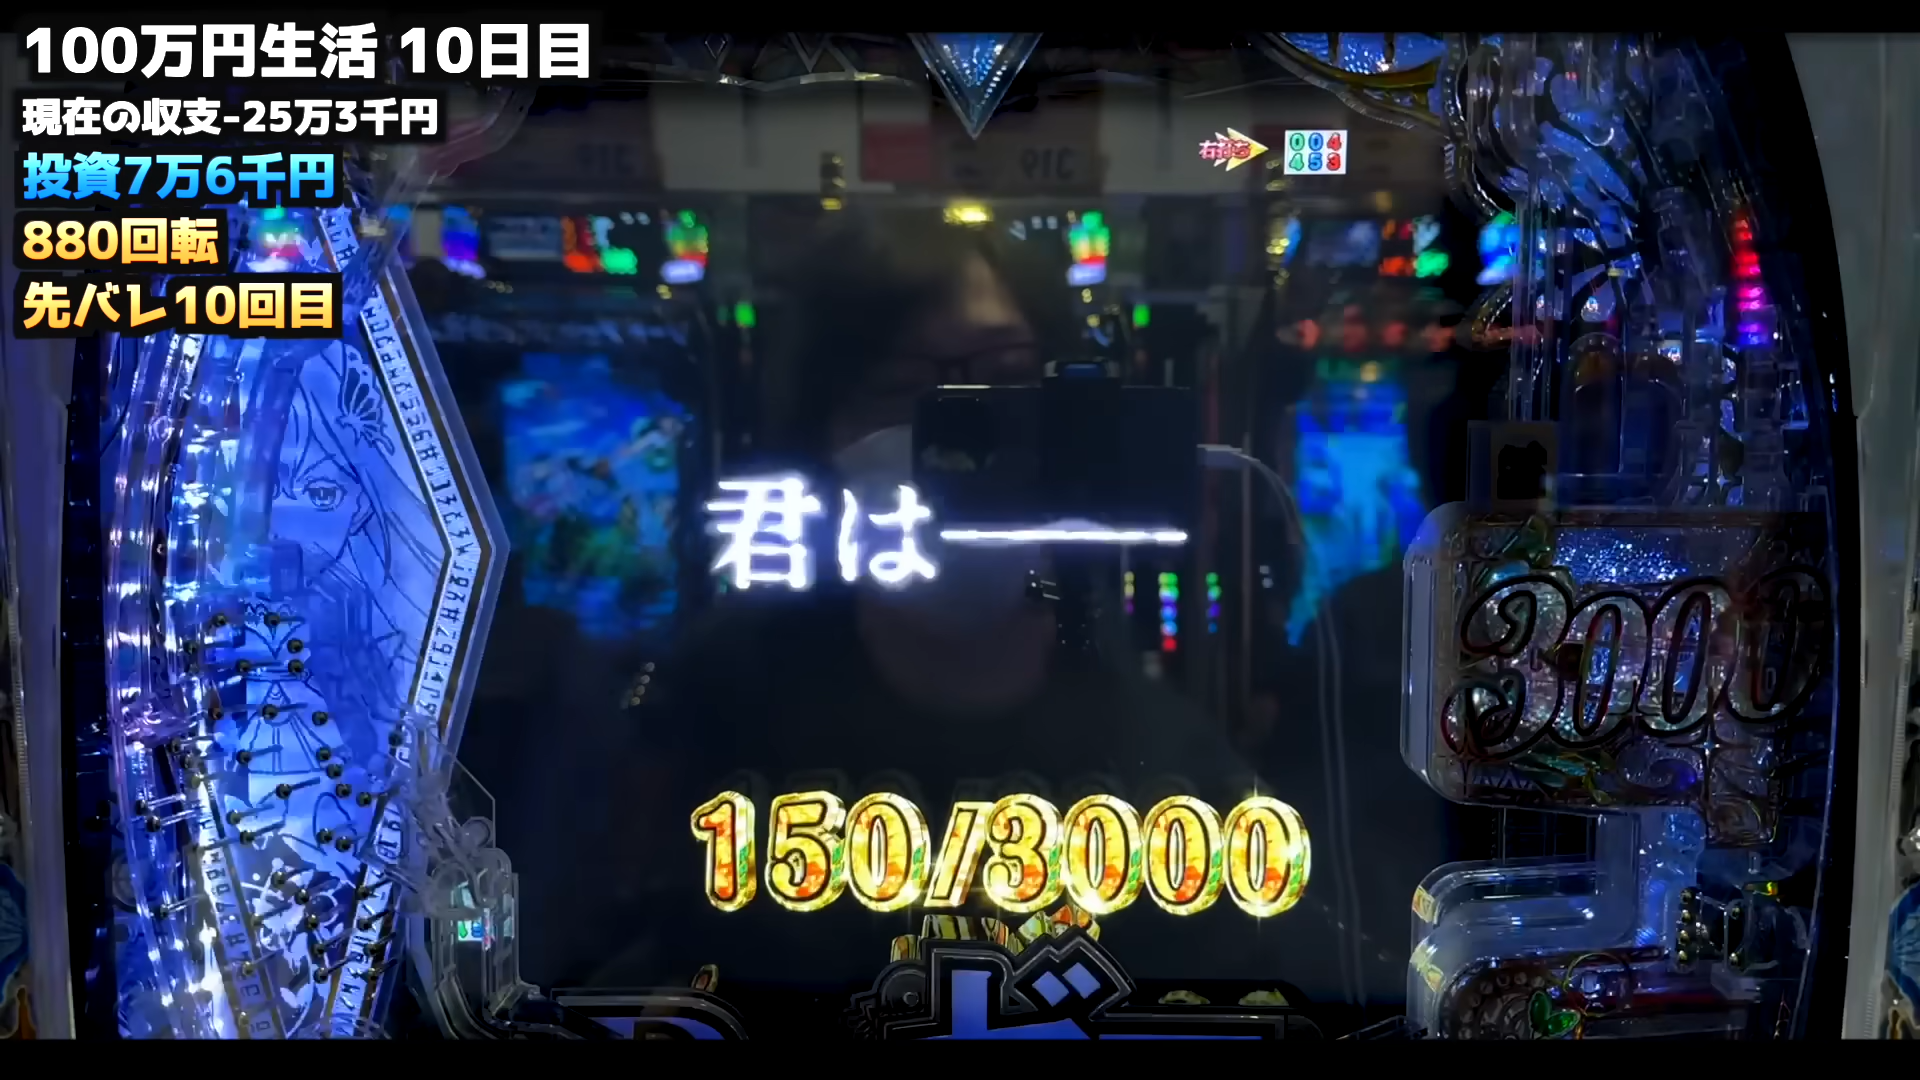 100万円生活 10日目
現在の収支-25万3千円
投資7万6千円
880回転
先バレ10回目
右打ち
004
453
319
君は――
3000
150/3000